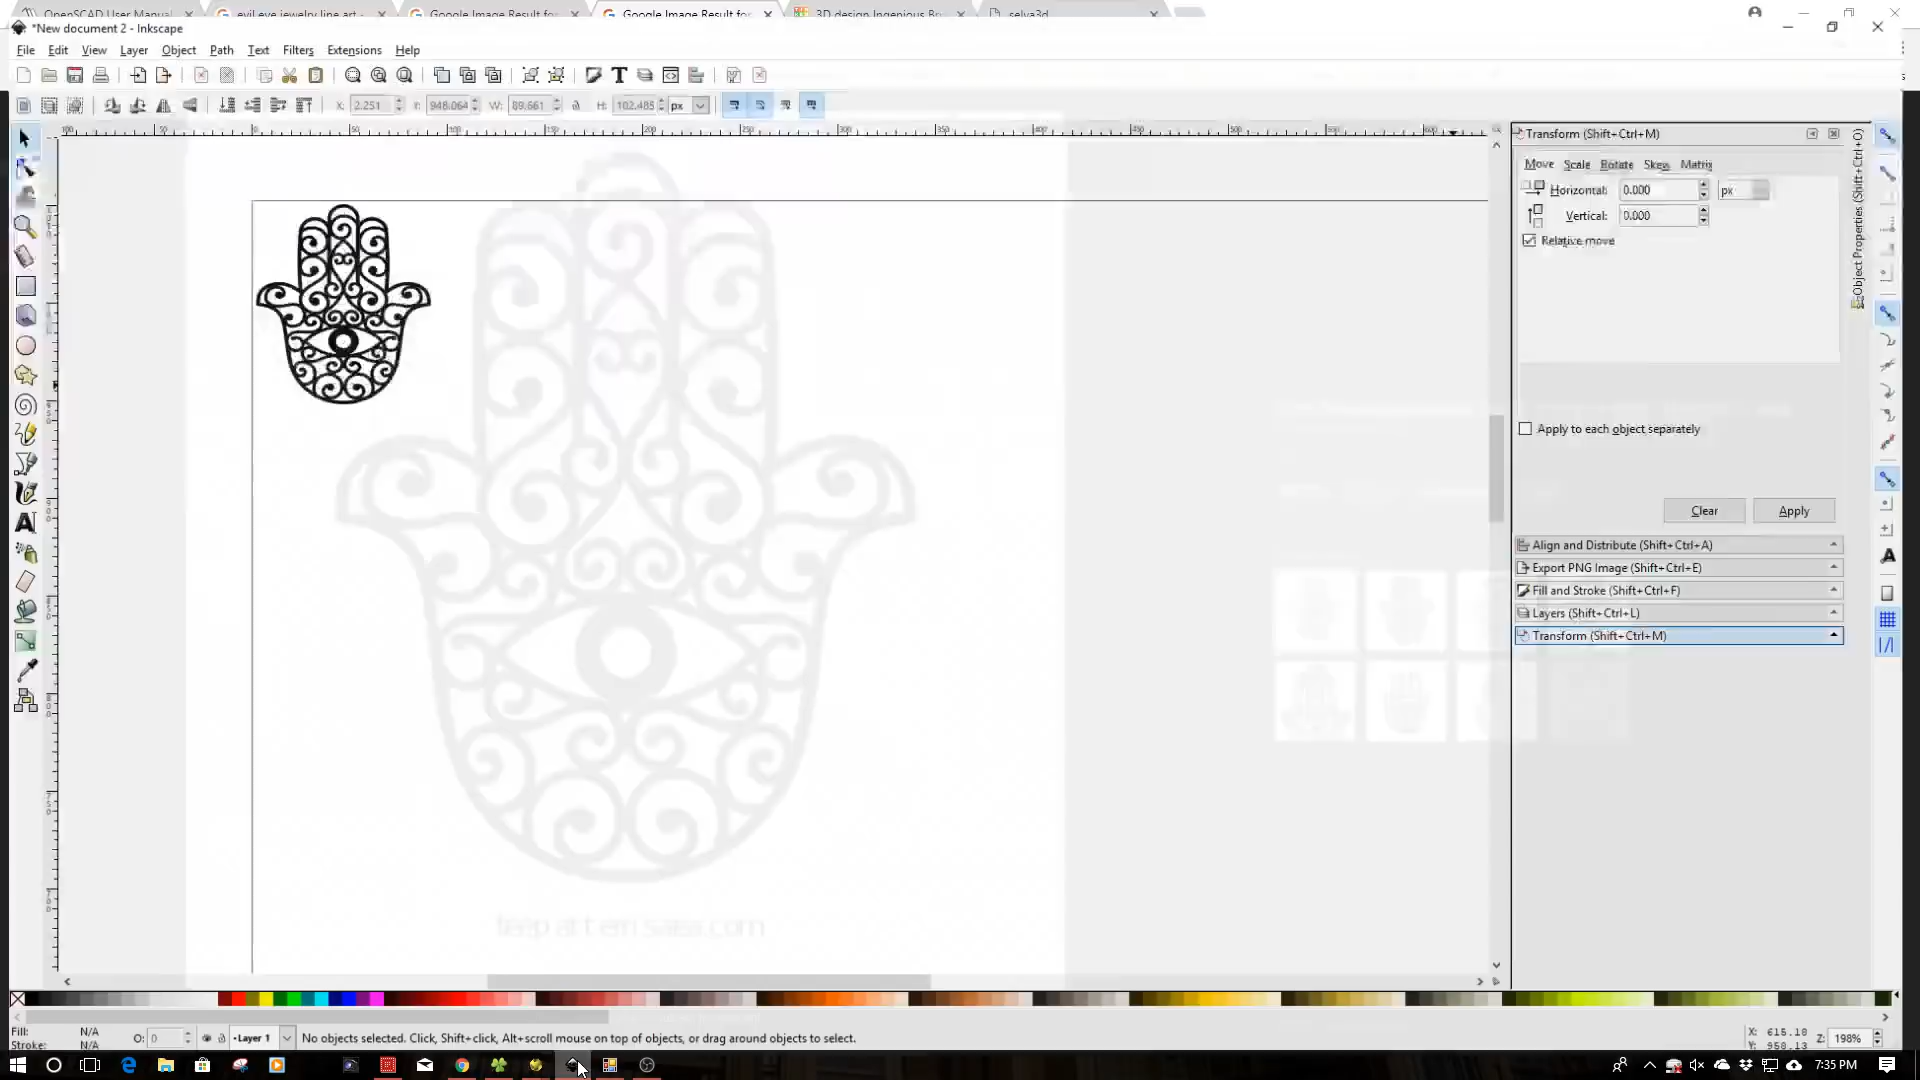 OpenSCAD User Manual
evil eye jewelry line art -
Google Image Result for
Google Image Result for
3D design Ingenious Br
selva3d
*New document 2 - Inkscape
File Edit View Layer Object Path Text Filters Extensions Help
X: 2.251 Y: 948.064 W: 89.661 H: 102.485 px
Transform (Shift+Ctrl+M)
Move Scale Rotate Skew Matrix
Horizontal: 0.000 px
Vertical: 0.000
Relative move
Apply to each object separately
Clear Apply
Align and Distribute (Shift+Ctrl+A)
Export PNG Image (Shift+Ctrl+E)
Fill and Stroke (Shift+Ctrl+F)
Layers (Shift+Ctrl+L)
Transform (Shift+Ctrl+M)
Object Properties (Shift+Ctrl+O)
Fill: N/A
Stroke: N/A
O: 0
Layer 1
No objects selected. Click, Shift+click, Alt+scroll mouse on top of objects, or drag around objects to select.
X: 615.18
Y: 958.13
Z: 198%
7:35 PM